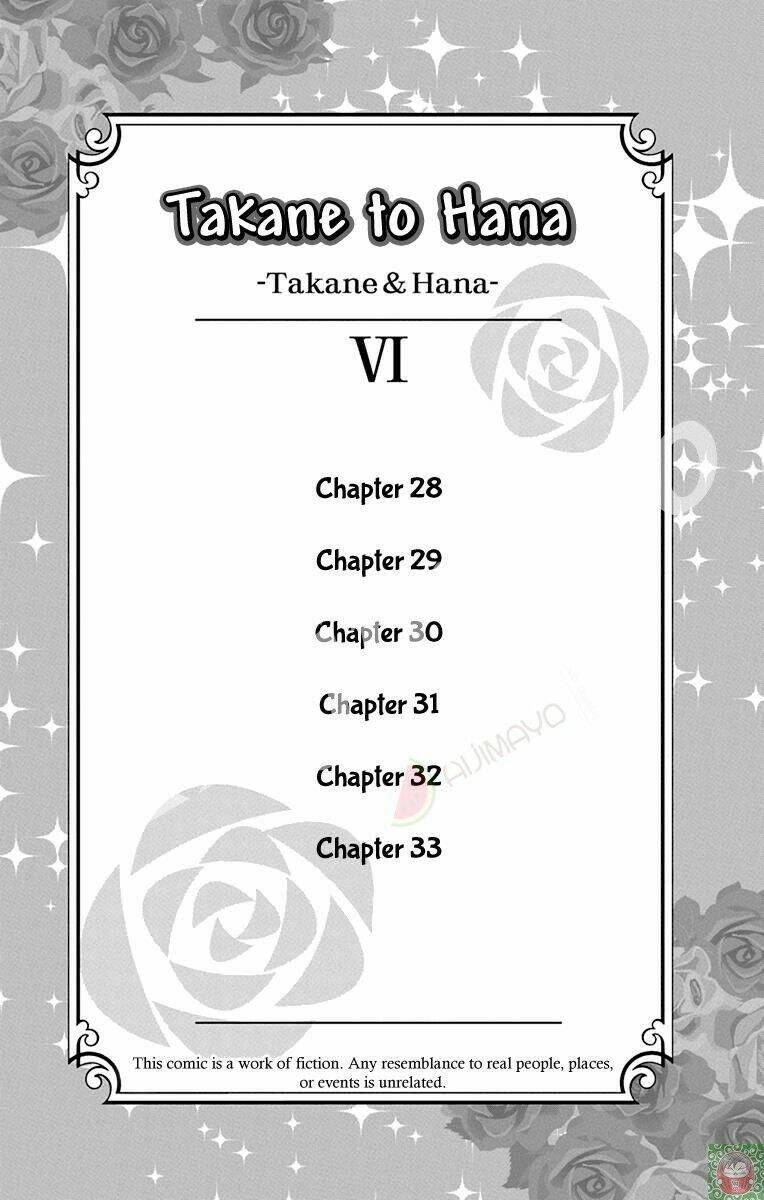 Takane to Hana
-Takane & Hana-
VI
Chapter 28
Chapter 29
Chapter 30
Chapter 31
Chapter 32
Chapter 33
This comic is a work of fiction. Any resemblance to real people, places,
or events is unrelated.